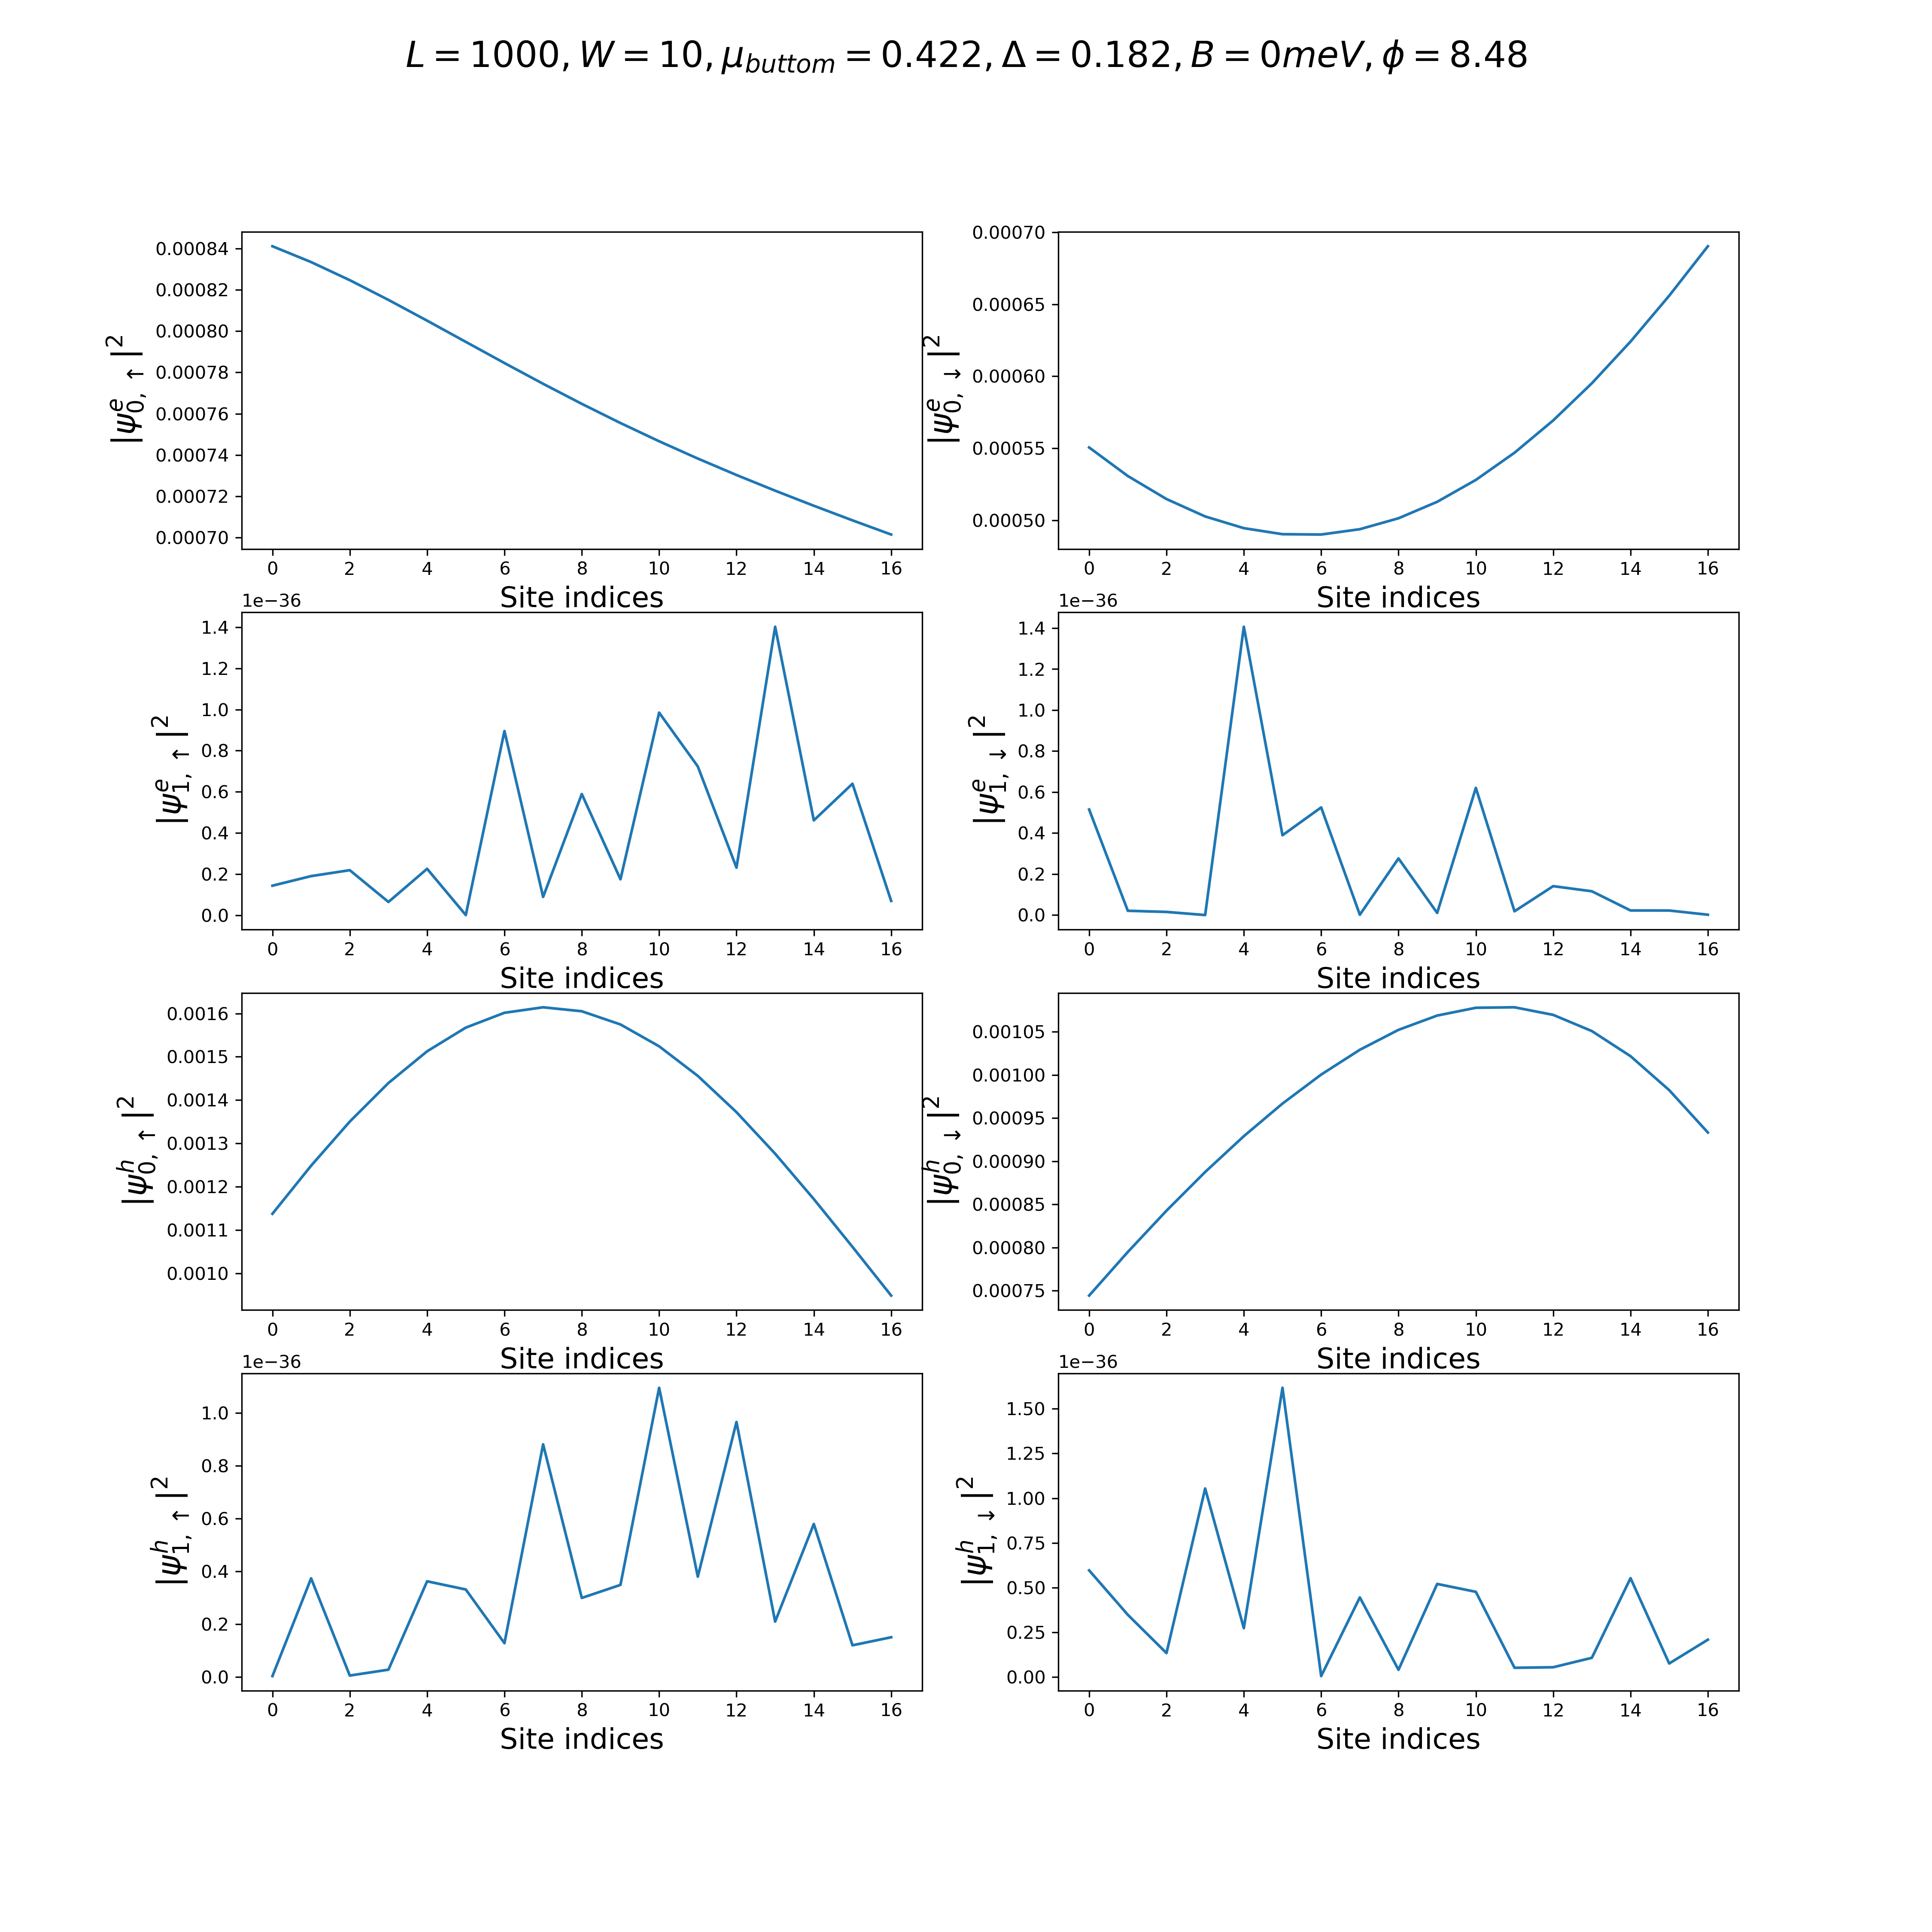 L = 1000, W = 10, μ_buttom = 0.422, Δ = 0.182, B = 0meV, ϕ = 8.48
|ψ^e_{0, ↑}|^2
0.00084
0.00082
0.00080
0.00078
0.00076
0.00074
0.00072
0.00070
0 2 4 6 8 10 12 14 16
Site indices
|ψ^e_{0, ↓}|^2
0.00070
0.00065
0.00060
0.00055
0.00050
0 2 4 6 8 10 12 14 16
Site indices
1e−36
|ψ^e_{1, ↑}|^2
1.4
1.2
1.0
0.8
0.6
0.4
0.2
0.0
0 2 4 6 8 10 12 14 16
Site indices
1e−36
|ψ^e_{1, ↓}|^2
1.4
1.2
1.0
0.8
0.6
0.4
0.2
0.0
0 2 4 6 8 10 12 14 16
Site indices
|ψ^h_{0, ↑}|^2
0.0016
0.0015
0.0014
0.0013
0.0012
0.0011
0.0010
0 2 4 6 8 10 12 14 16
Site indices
|ψ^h_{0, ↓}|^2
0.00105
0.00100
0.00095
0.00090
0.00085
0.00080
0.00075
0 2 4 6 8 10 12 14 16
Site indices
1e−36
|ψ^h_{1, ↑}|^2
1.0
0.8
0.6
0.4
0.2
0.0
0 2 4 6 8 10 12 14 16
Site indices
1e−36
|ψ^h_{1, ↓}|^2
1.50
1.25
1.00
0.75
0.50
0.25
0.00
0 2 4 6 8 10 12 14 16
Site indices